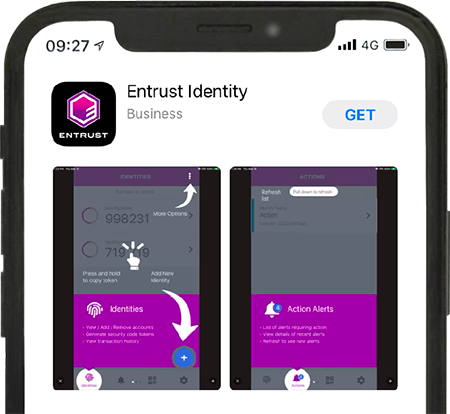 09:27
4G
Entrust Identity
Business
GET
ENTRUST
IDENTITIES
998231
More Options
Press and hold
to copy token
Add New
Identity
Identities
- View / Add / Remove accounts
- Generate security code tokens
- View transaction history
+
Identities
ACTIONS
Refresh
list
Pull down to refresh
Action
4
Action Alerts
- List of alerts requiring action
- View details of recent alerts
- Refresh to see new alerts
Actions